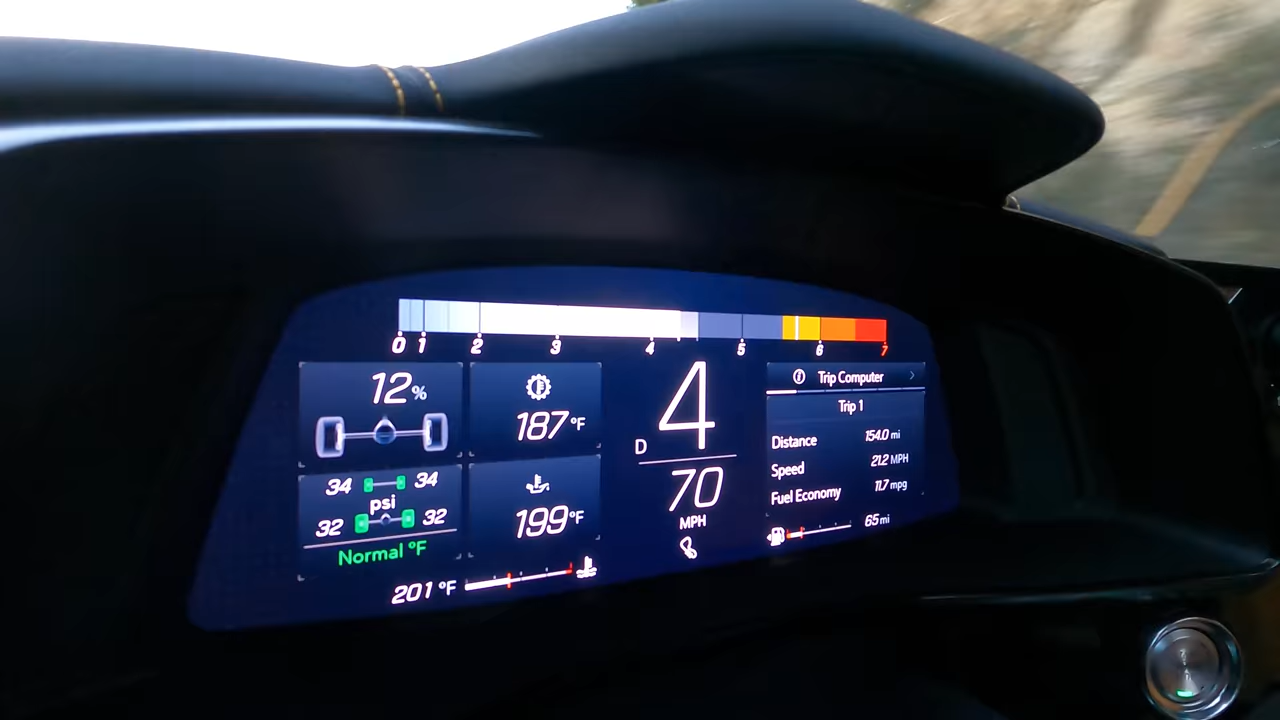 0 1 2 3 4 5 6 7
12%
187 °F
34 34
psi
32 32
Normal °F
199 °F
201 °F
D 4
70
MPH
Trip Computer
Trip 1
Distance 154.0 mi
Speed 21.2 MPH
Fuel Economy 11.7 mpg
65 mi